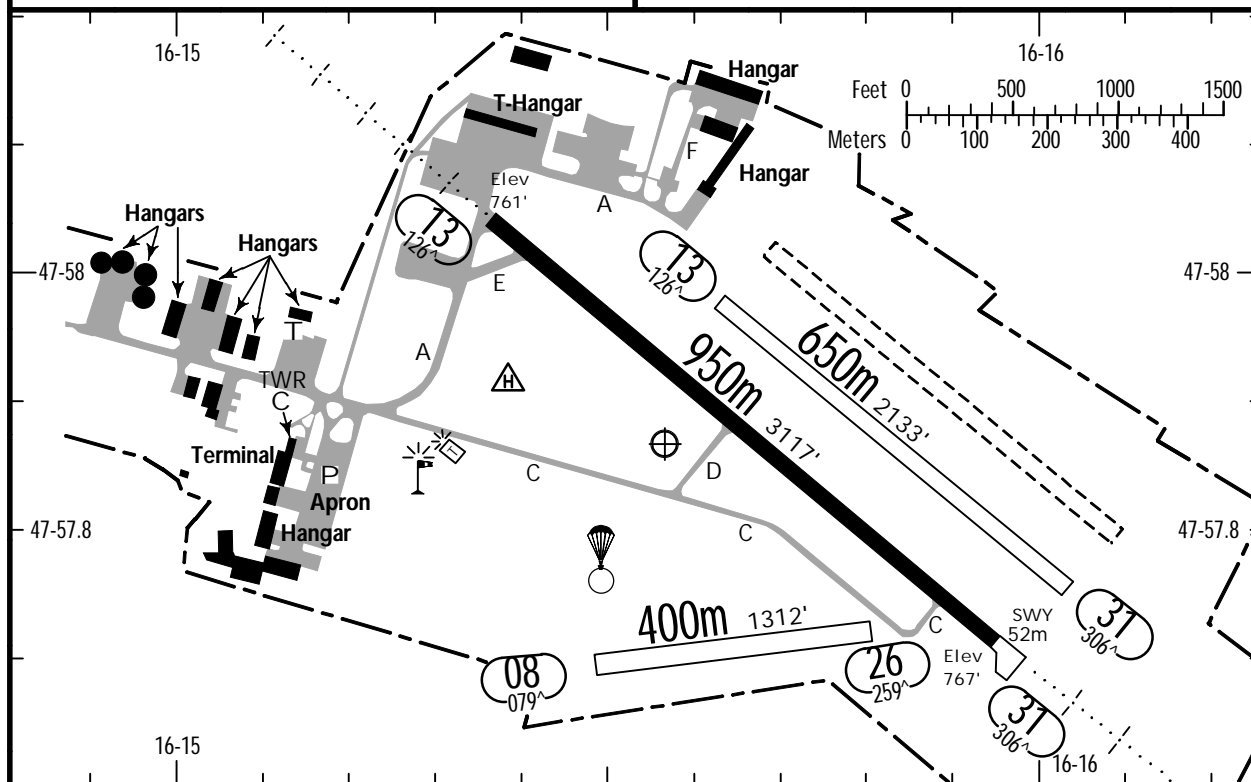 16-15
16-16
Feet 0 500 1000 1500
Meters 0 100 200 300 400
Hangar
T-Hangar
F
Hangar
Elev
761'
A
13
126^
Hangars
Hangars
47-58
E
13
126^
47-58
T
A
650m 2133'
950m 3117'
H
TWR
C
Terminal
P
Apron
Hangar
T
C
D
C
47-57.8
47-57.8
400m 1312'
C
SWY
52m
31
306^
08
079^
26
259^
Elev
767'
31
306^
16-15
16-16